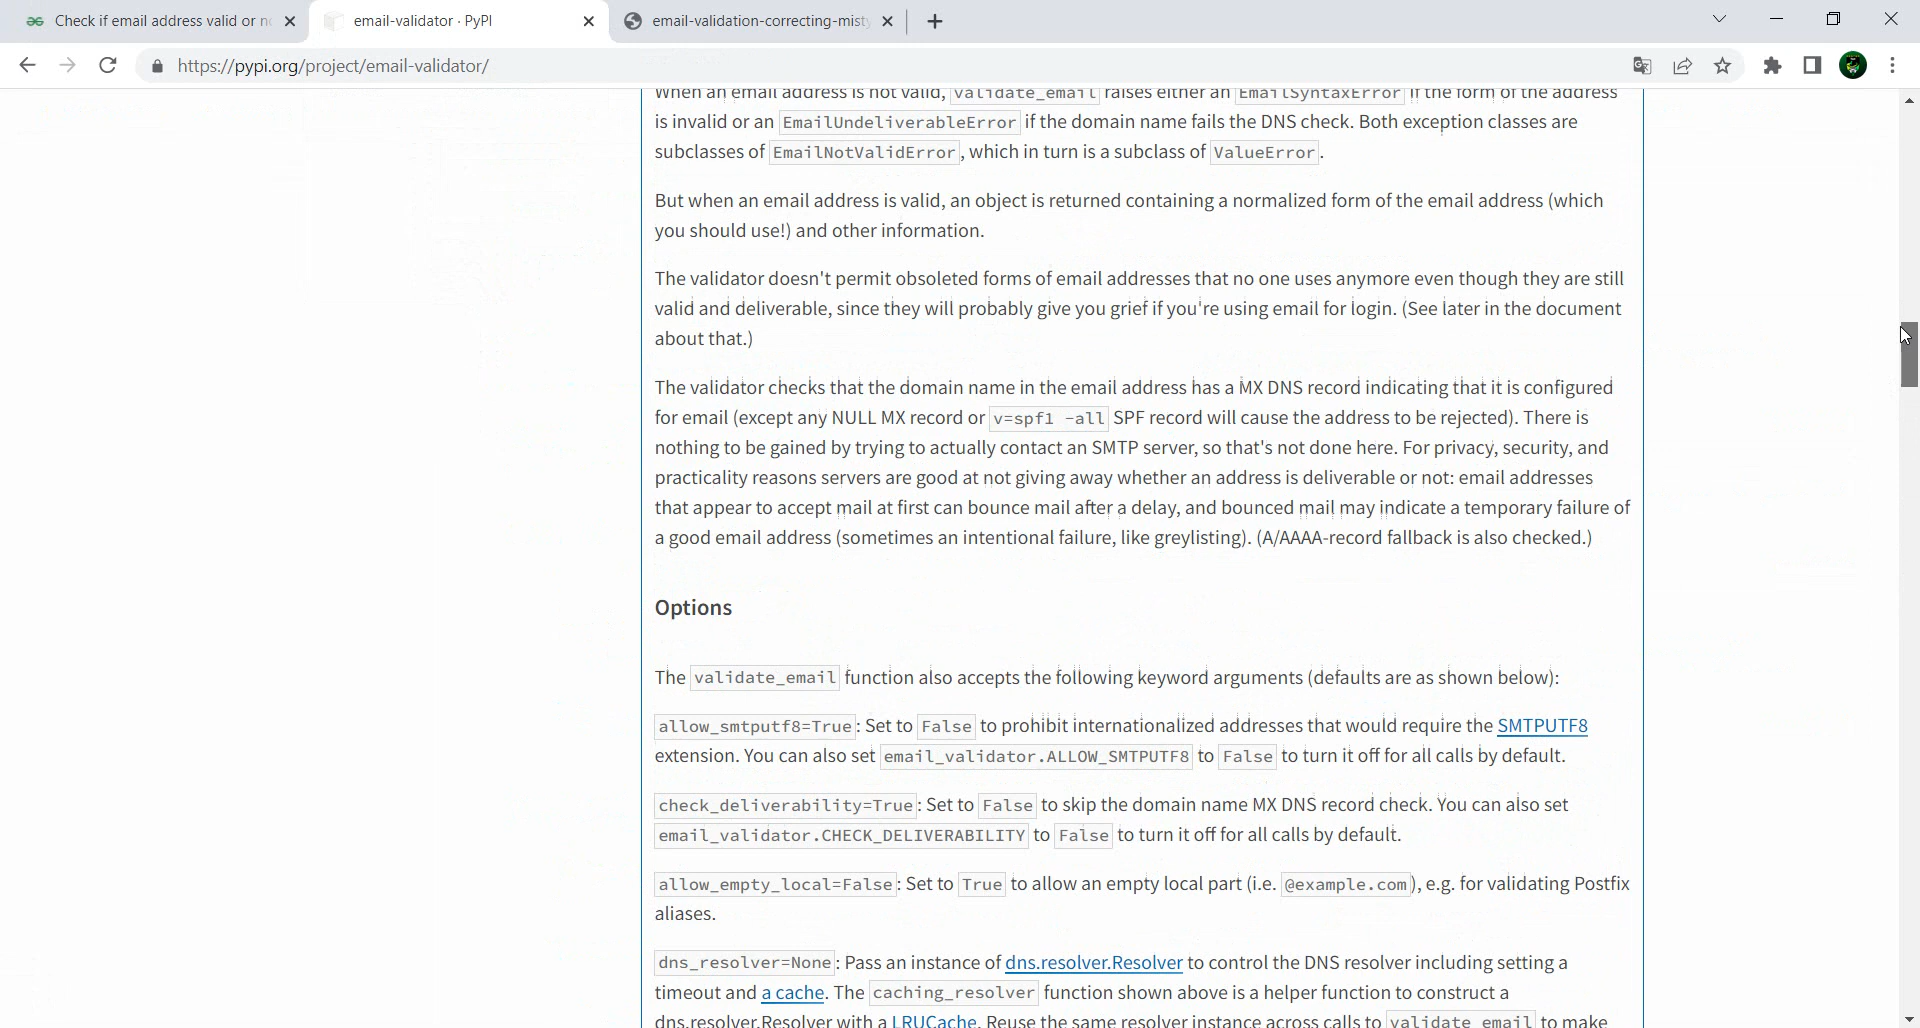 Check if email address valid or n
email-validator · PyPI
email-validation-correcting-mist
https://pypi.org/project/email-validator/
When an email address is not valid, validate_email raises either an EmailSyntaxError if the form of the address
is invalid or an EmailUndeliverableError if the domain name fails the DNS check. Both exception classes are
subclasses of EmailNotValidError, which in turn is a subclass of ValueError.
But when an email address is valid, an object is returned containing a normalized form of the email address (which
you should use!) and other information.
The validator doesn't permit obsoleted forms of email addresses that no one uses anymore even though they are still
valid and deliverable, since they will probably give you grief if you're using email for login. (See later in the document
about that.)
The validator checks that the domain name in the email address has a MX DNS record indicating that it is configured
for email (except any NULL MX record or v=spf1 -all SPF record will cause the address to be rejected). There is
nothing to be gained by trying to actually contact an SMTP server, so that's not done here. For privacy, security, and
practicality reasons servers are good at not giving away whether an address is deliverable or not: email addresses
that appear to accept mail at first can bounce mail after a delay, and bounced mail may indicate a temporary failure of
a good email address (sometimes an intentional failure, like greylisting). (A/AAAA-record fallback is also checked.)
Options
The validate_email function also accepts the following keyword arguments (defaults are as shown below):
allow_smtputf8=True: Set to False to prohibit internationalized addresses that would require the SMTPUTF8
extension. You can also set email_validator.ALLOW_SMTPUTF8 to False to turn it off for all calls by default.
check_deliverability=True: Set to False to skip the domain name MX DNS record check. You can also set
email_validator.CHECK_DELIVERABILITY to False to turn it off for all calls by default.
allow_empty_local=False: Set to True to allow an empty local part (i.e. @example.com), e.g. for validating Postfix
aliases.
dns_resolver=None: Pass an instance of dns.resolver.Resolver to control the DNS resolver including setting a
timeout and a cache. The caching_resolver function shown above is a helper function to construct a
dns.resolver.Resolver with a LRUCache. Reuse the same resolver instance across calls to validate_email to make